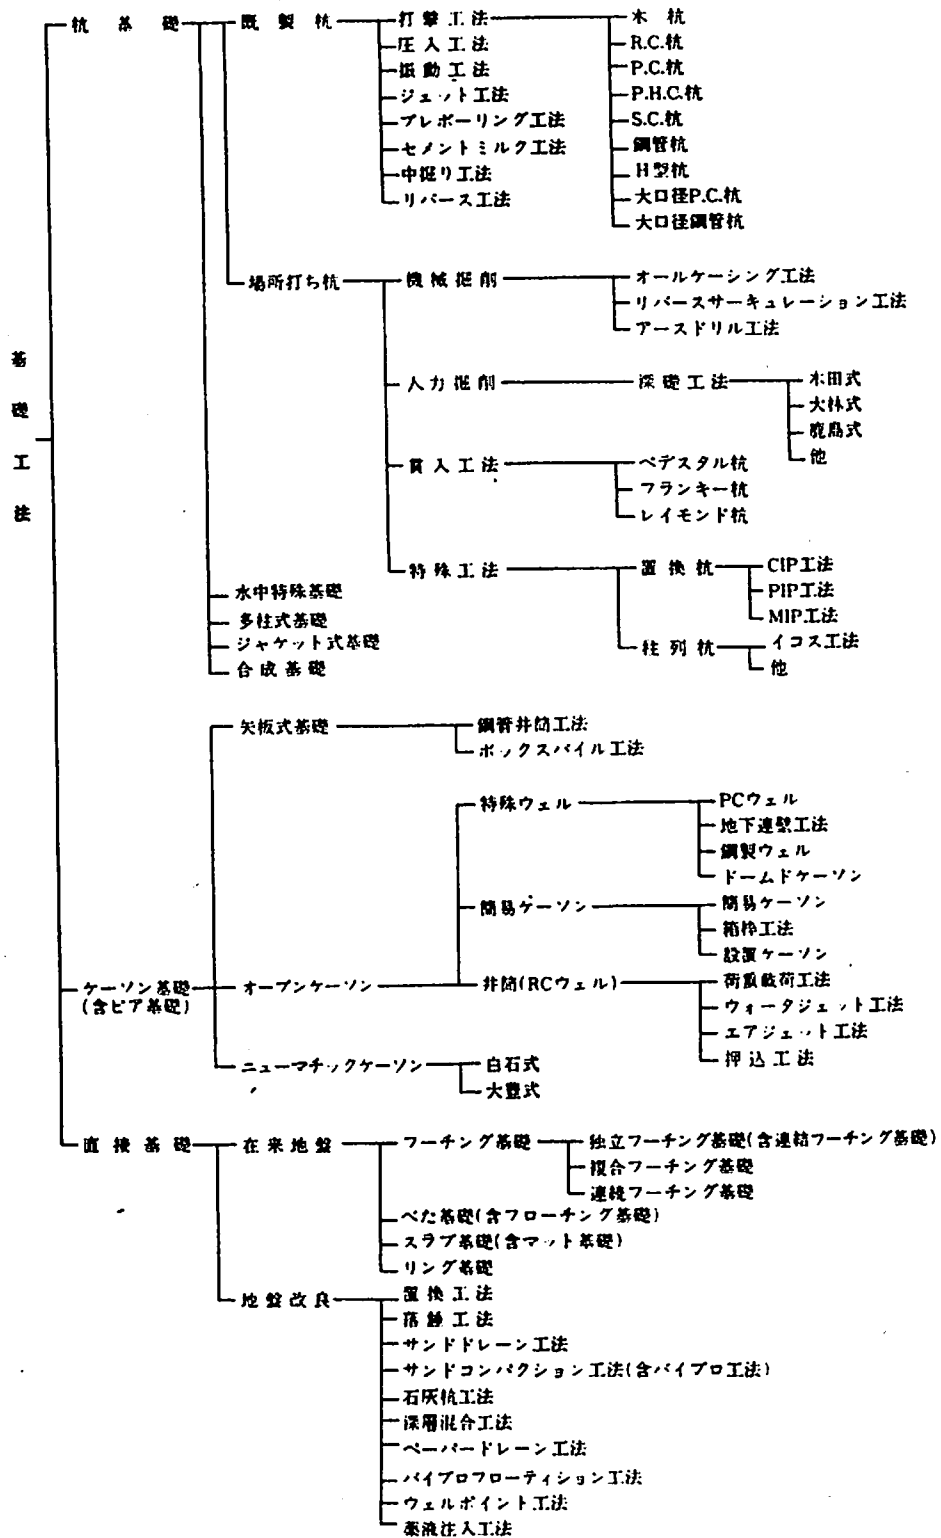 基礎工法
杭基礎
既製杭
打撃工法
圧入工法
振動工法
ジェット工法
プレボーリング工法
セメントミルク工法
中掘り工法
リバース工法
木杭
R.C.杭
P.C.杭
P.H.C.杭
S.C.杭
鋼管杭
H型杭
大口径P.C.杭
大口径鋼管杭
場所打ち杭
機械掘削
オールケーシング工法
リバースサーキュレーション工法
アースドリル工法
人力掘削
深礎工法
木田式
大林式
鹿島式
他
貫入工法
ペデスタル杭
フランキー杭
レイモンド杭
特殊工法
置換杭
CIP工法
PIP工法
MIP工法
柱列杭
イコス工法
他
水中特殊基礎
多柱式基礎
ジャケット式基礎
合成基礎
ケーソン基礎
(含ピア基礎)
矢板式基礎
鋼管井筒工法
ボックスパイル工法
オープンケーソン
特殊ウェル
PCウェル
地下連壁工法
鋼製ウェル
ドームドケーソン
簡易ケーソン
簡易ケーソン
箱枠工法
設置ケーソン
井筒(RCウェル)
荷重載荷工法
ウォータジェット工法
エアジェット工法
押込工法
ニューマチックケーソン
白石式
大豊式
直接基礎
在来地盤
フーチング基礎
独立フーチング基礎(含連結フーチング基礎)
複合フーチング基礎
連続フーチング基礎
べた基礎(含フローチング基礎)
スラブ基礎(含マット基礎)
リング基礎
地盤改良
置換工法
落錘工法
サンドドレーン工法
サンドコンパクション工法(含バイブロ工法)
石灰杭工法
深層混合工法
ペーパードレーン工法
バイブロフローティション工法
ウェルポイント工法
薬液注入工法